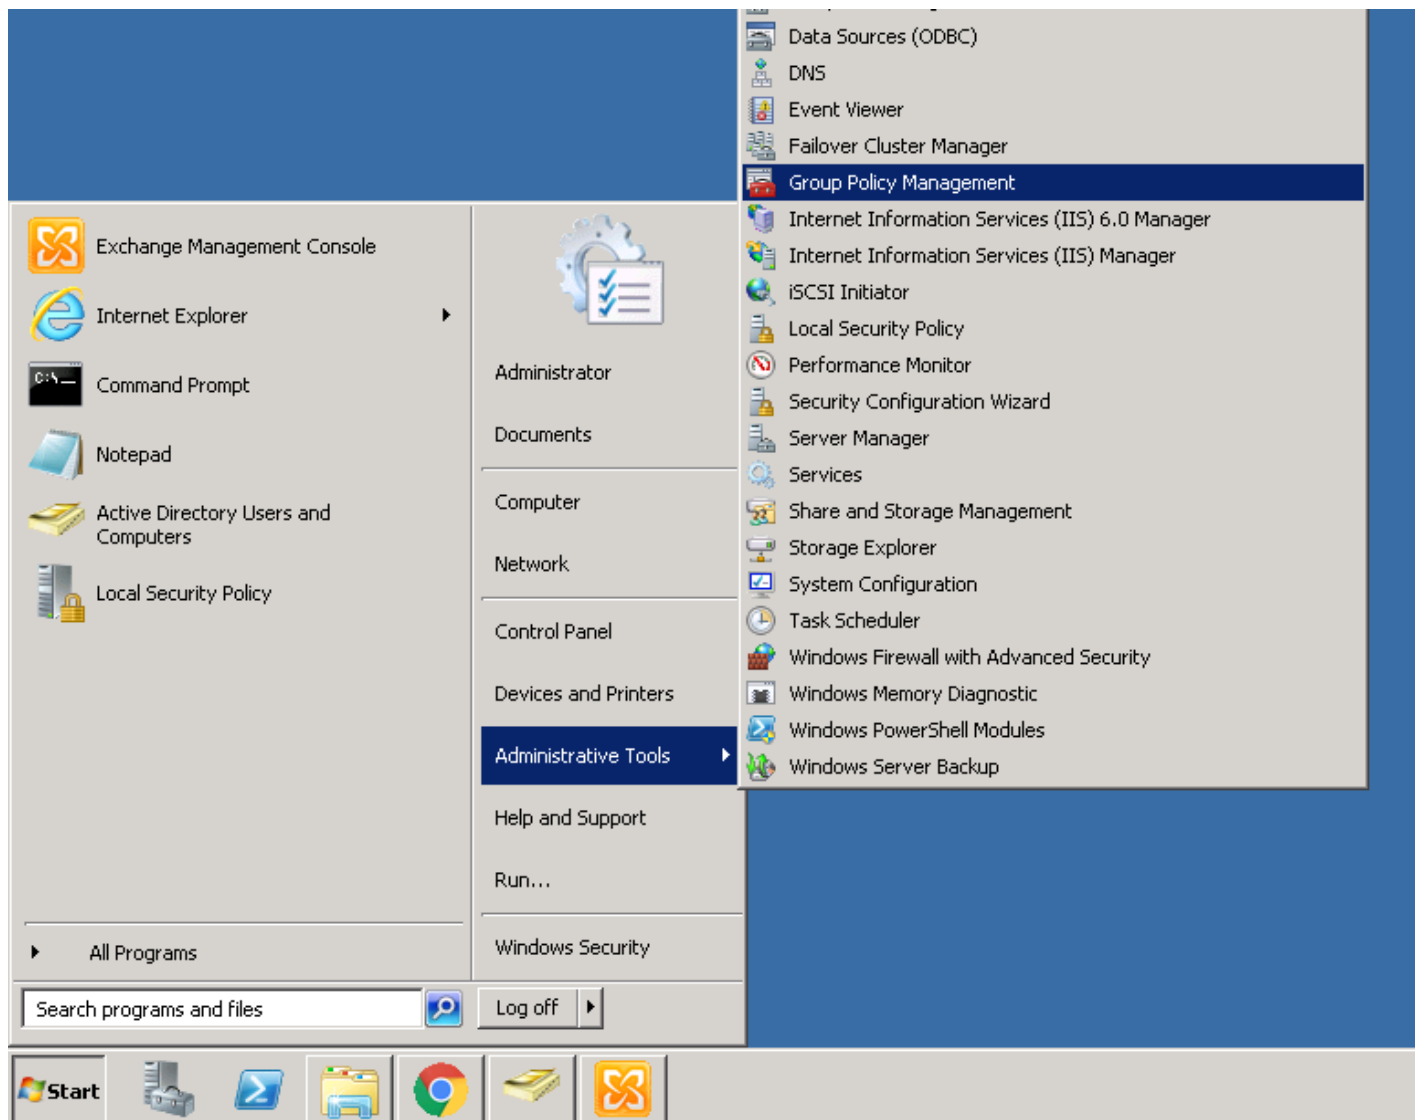 Data Sources (ODBC)
DNS
Event Viewer
Failover Cluster Manager
Group Policy Management
Internet Information Services (IIS) 6.0 Manager
Internet Information Services (IIS) Manager
iSCSI Initiator
Local Security Policy
Performance Monitor
Security Configuration Wizard
Server Manager
Services
Share and Storage Management
Storage Explorer
System Configuration
Task Scheduler
Windows Firewall with Advanced Security
Windows Memory Diagnostic
Windows PowerShell Modules
Windows Server Backup
Exchange Management Console
Internet Explorer
C:\
Command Prompt
Notepad
Active Directory Users and
Computers
Local Security Policy
All Programs
Search programs and files
Administrator
Documents
Computer
Network
Control Panel
Devices and Printers
Administrative Tools
Help and Support
Run...
Windows Security
Log off
Start